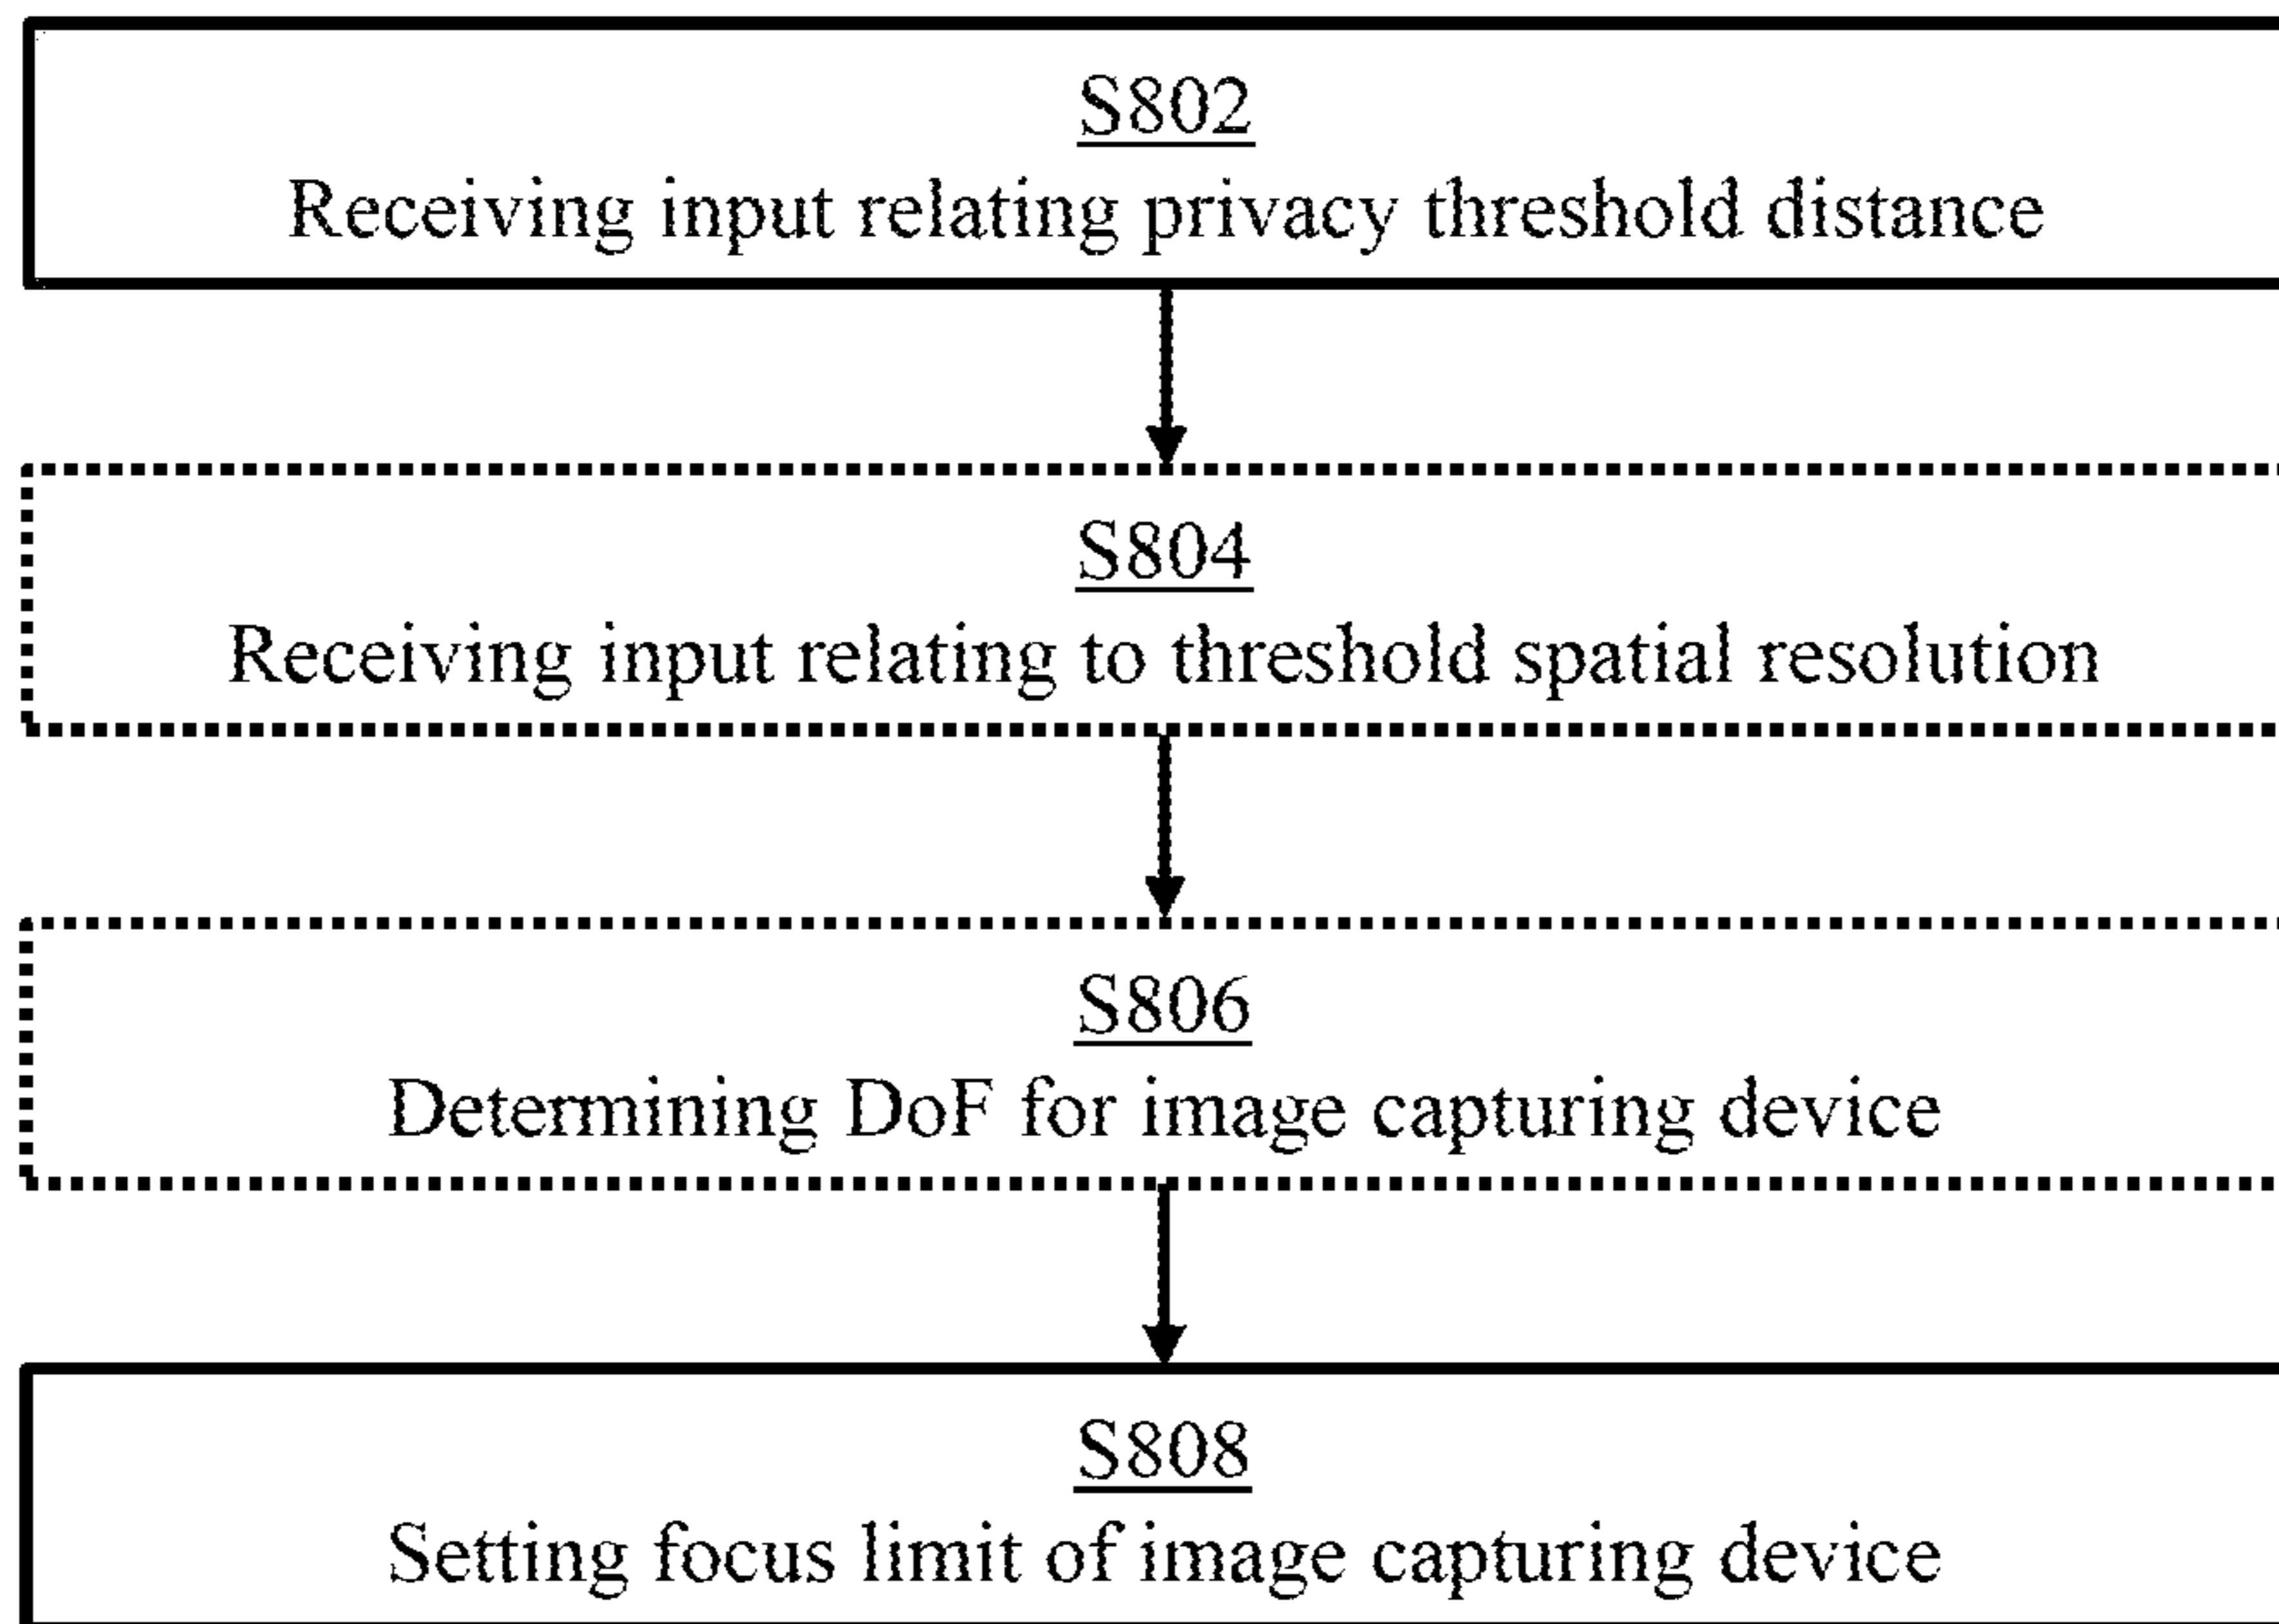 S802
Receiving input relating privacy threshold distance
S804
Receiving input relating to threshold spatial resolution
S806
Determining DoF for image capturing device
S808
Setting focus limit of image capturing device